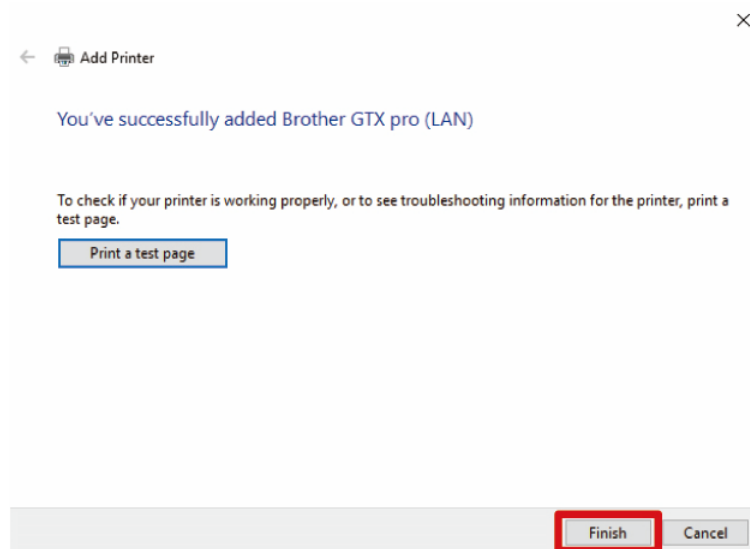 Add Printer
You've successfully added Brother GTX pro (LAN)
To check if your printer is working properly, or to see troubleshooting information for the printer, print a
test page.
Print a test page
Finish
Cancel